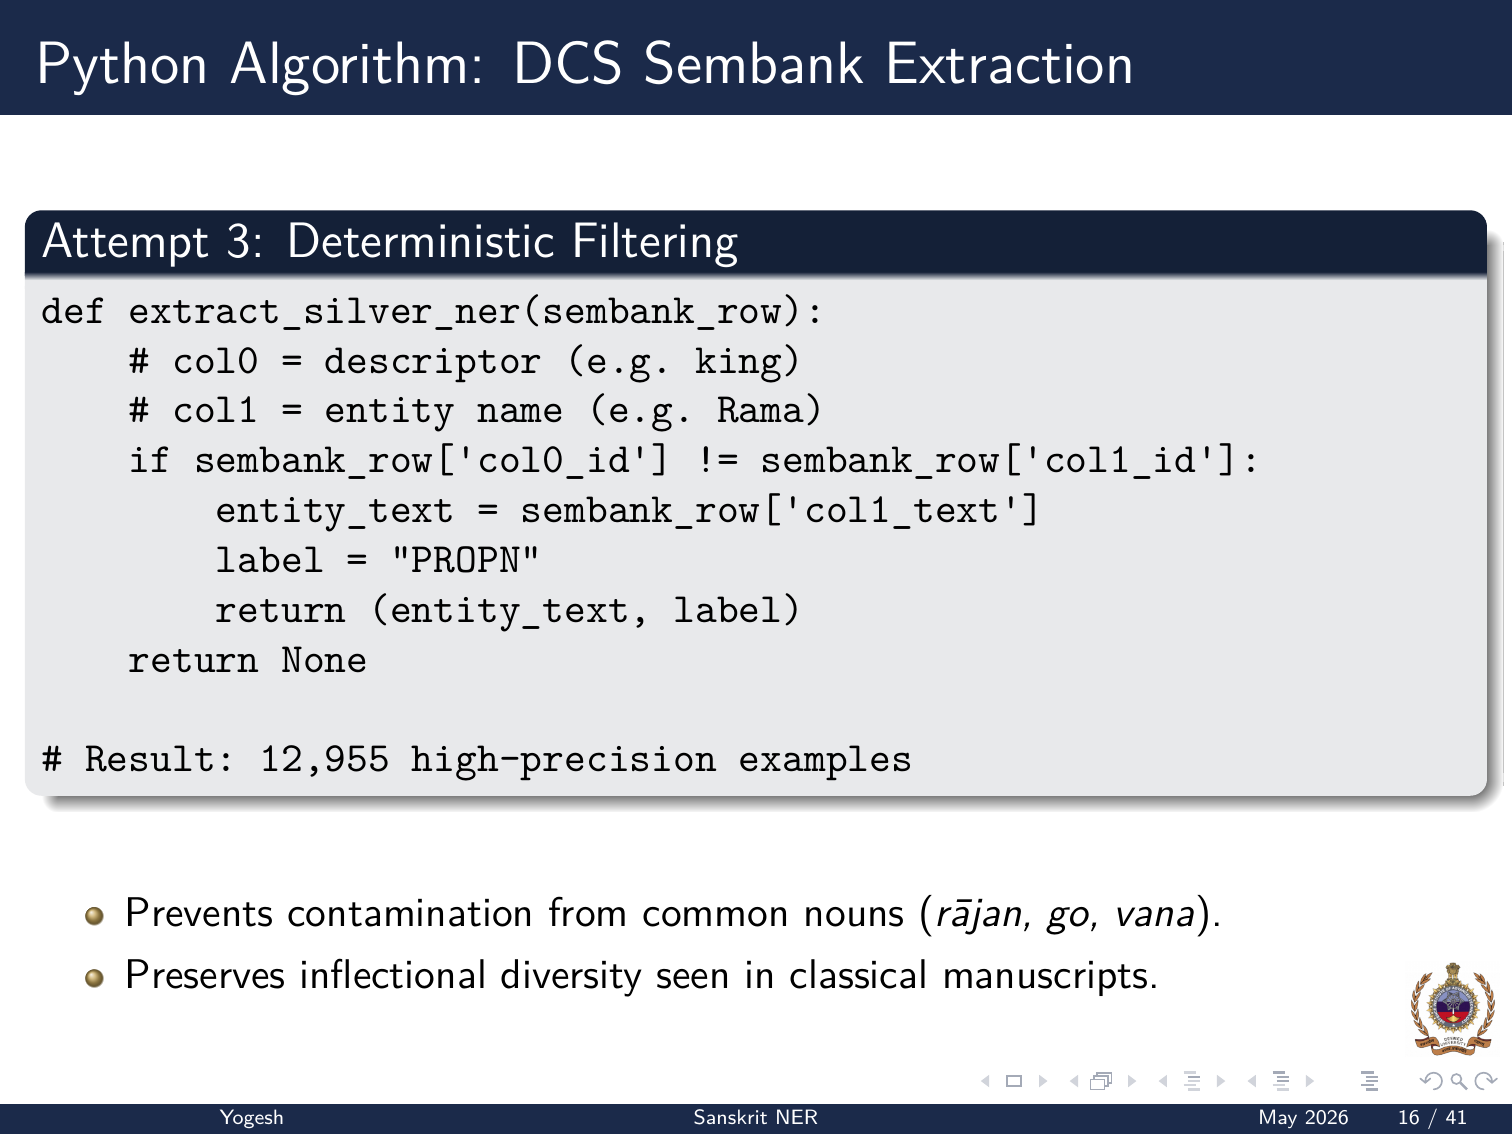 Python Algorithm: DCS Sembank Extraction
Attempt 3: Deterministic Filtering
def extract_silver_ner(sembank_row):
    # col0 = descriptor (e.g. king)
    # col1 = entity name (e.g. Rama)
    if sembank_row['col0_id'] != sembank_row['col1_id']:
        entity_text = sembank_row['col1_text']
        label = "PROPN"
        return (entity_text, label)
    return None
# Result: 12,955 high-precision examples
Prevents contamination from common nouns (rājan, go, vana).
Preserves inflectional diversity seen in classical manuscripts.
Yogesh
Sanskrit NER
May 2026
16 / 41